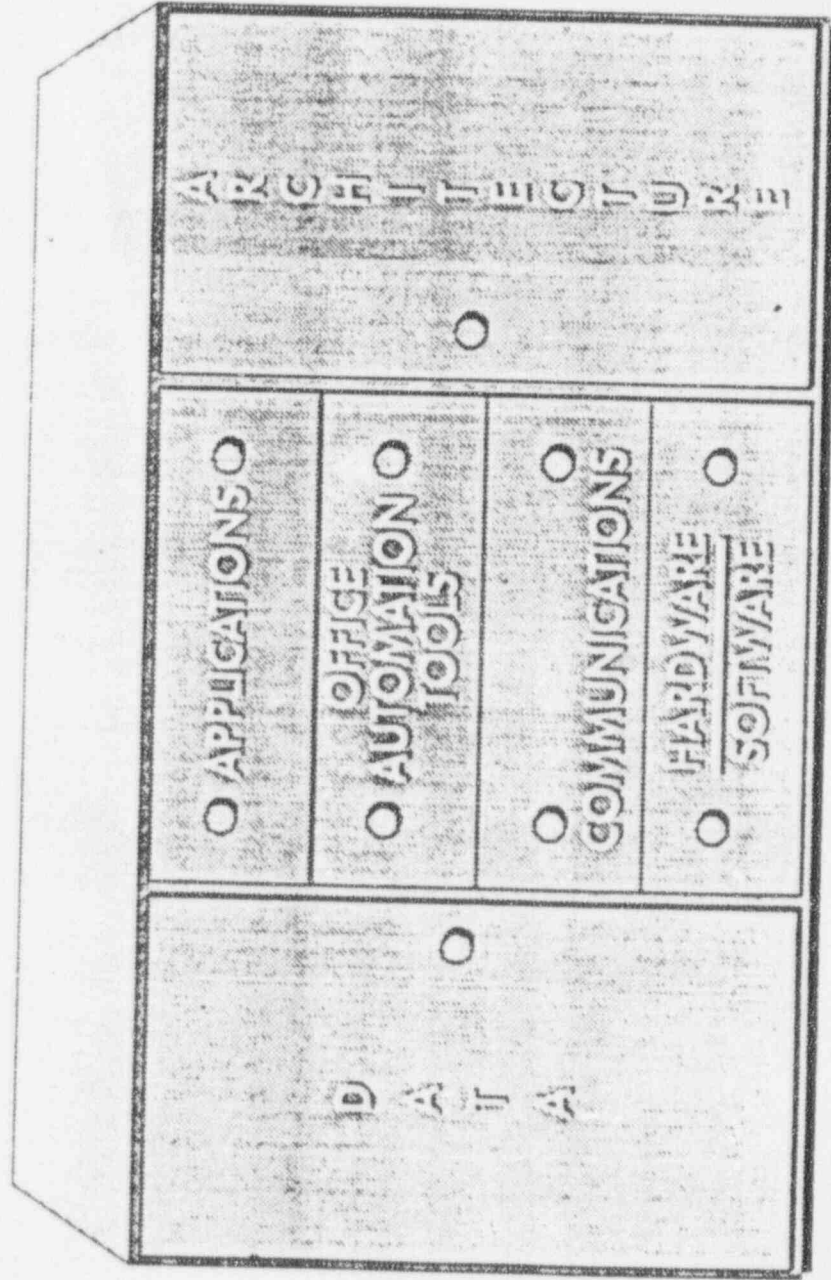 DATA
APPLICATIONS
OFFICE
AUTOMATION
TOOLS
COMMUNICATIONS
HARDWARE
SOFTWARE
ARCHITECTURE